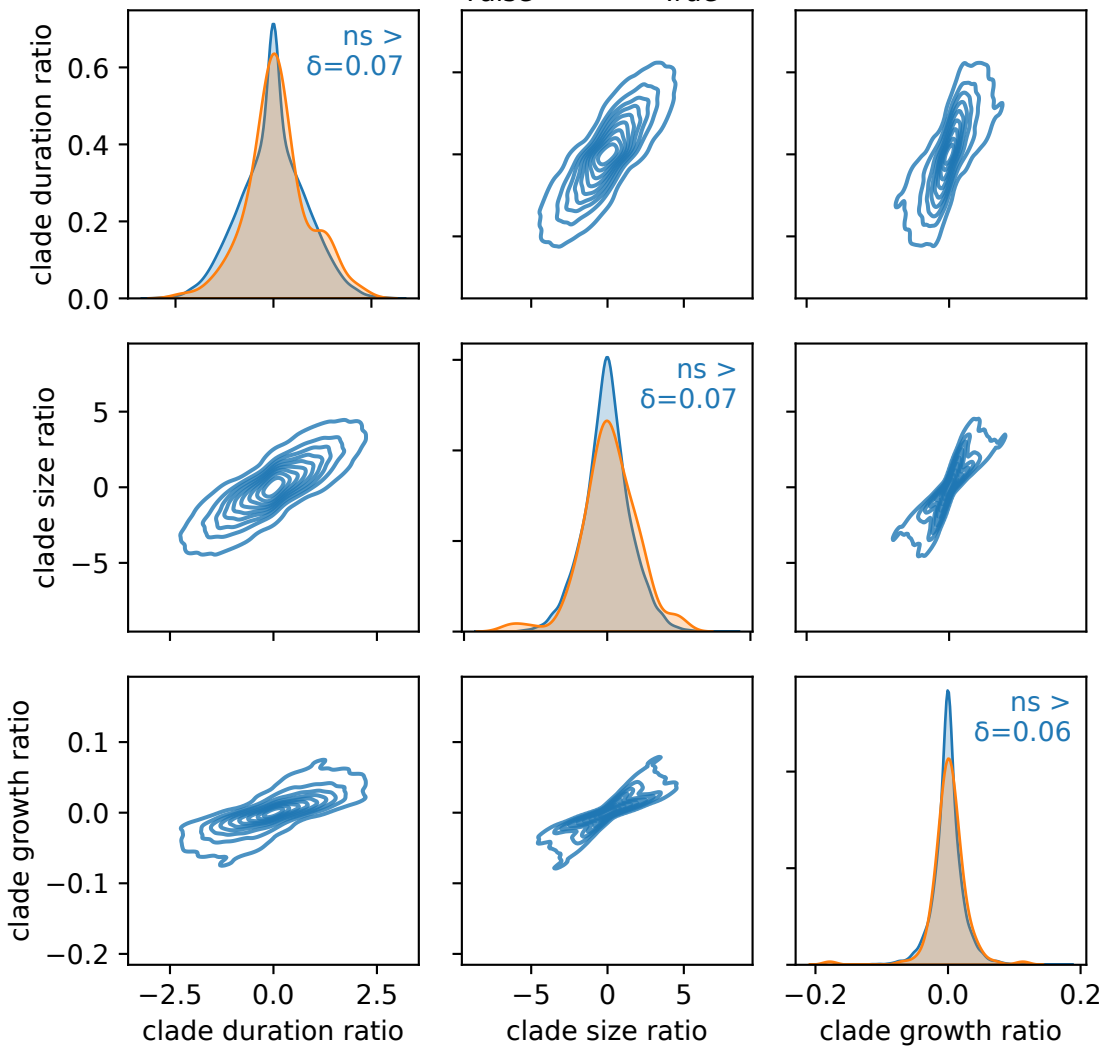 False True
clade duration ratio
0.6
0.4
0.2
0.0
ns >
δ=0.07
clade size ratio
5
0
−5
ns >
δ=0.07
clade growth ratio
0.1
0.0
−0.1
−0.2
ns >
δ=0.06
−2.5 0.0 2.5
−5 0 5
−0.2 0.0 0.2
clade duration ratio
clade size ratio
clade growth ratio